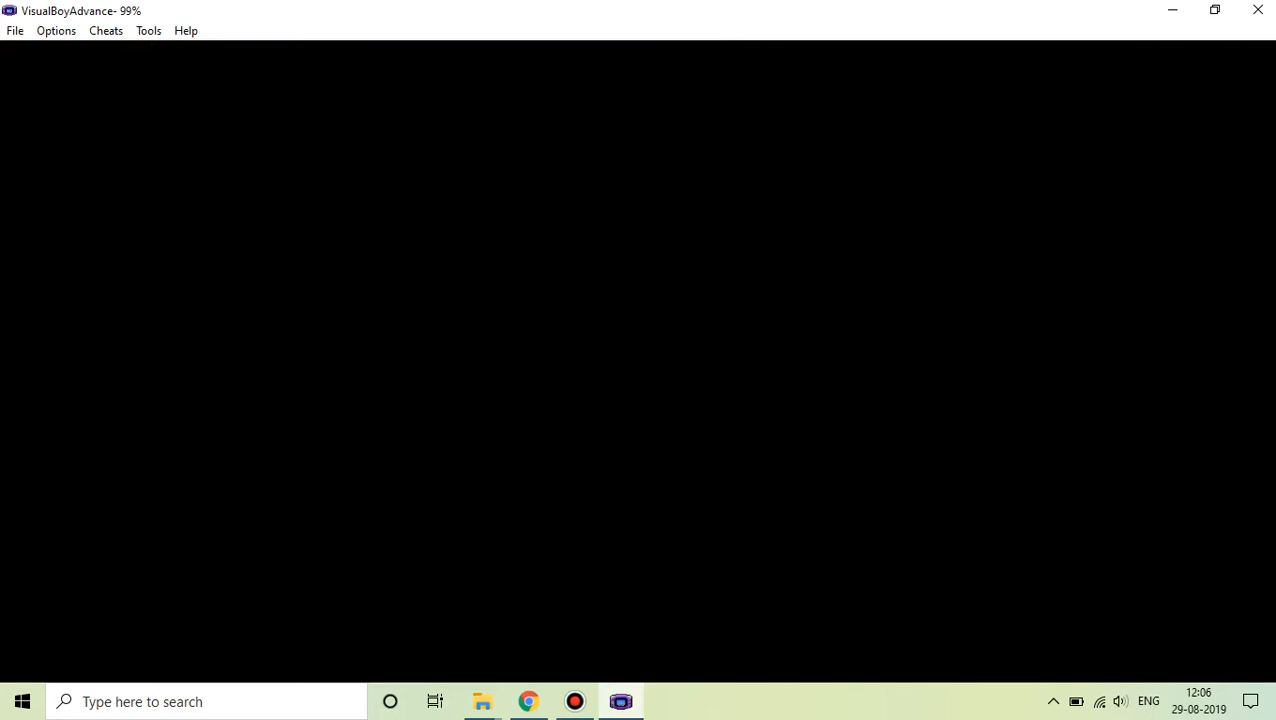 VisualBoyAdvance- 99%
File Options Cheats Tools Help
Type here to search
ENG
12:06
29-08-2019